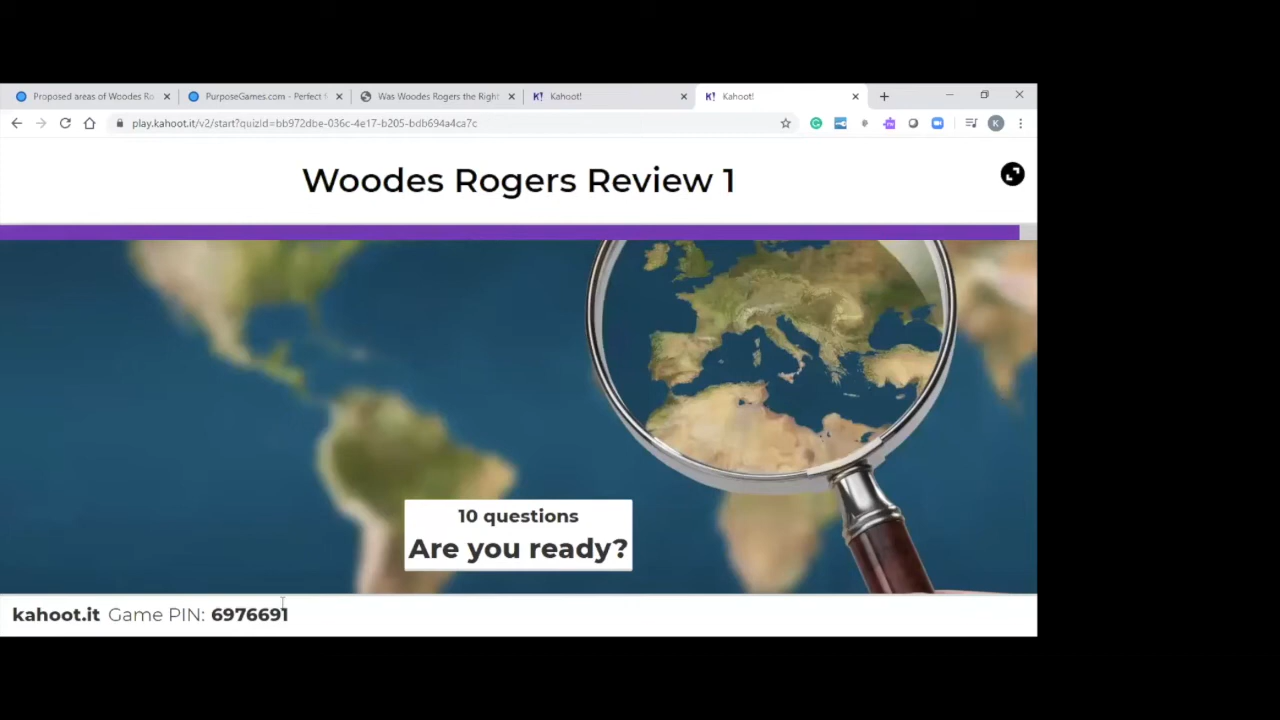 Proposed areas of Woodes Ro
PurposeGames.com - Perfect f
Was Woodes Rogers the Right
K! Kahoot!
K! Kahoot!
play.kahoot.it/v2/start?quizId=bb972dbe-036c-4e17-b205-bdb694a4ca7c
K
Woodes Rogers Review 1
10 questions
Are you ready?
kahoot.it Game PIN: 6976691